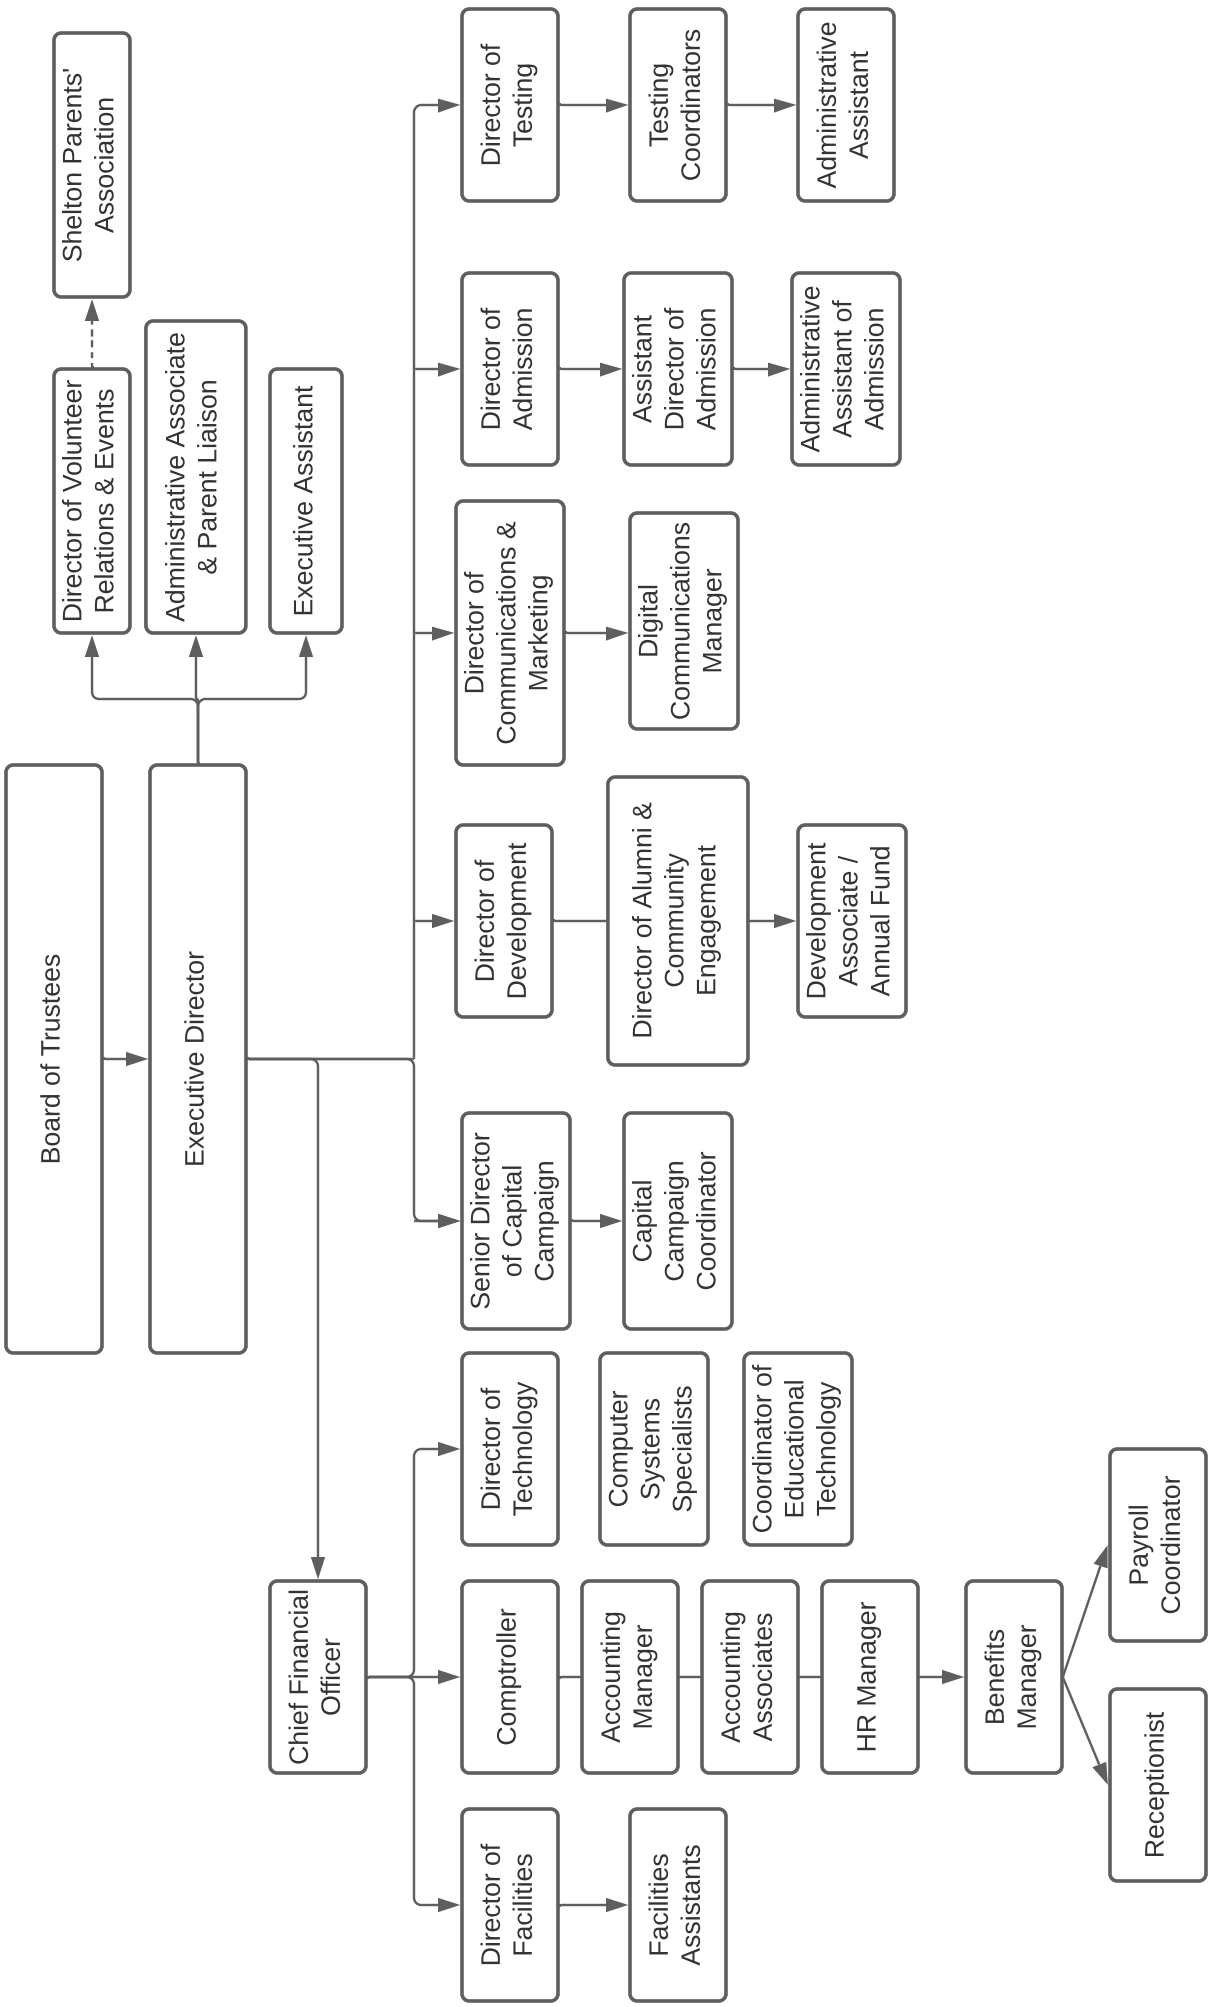 Board of Trustees
Executive Director
Director of Volunteer
Relations & Events
Shelton Parents'
Association
Administrative Associate
& Parent Liaison
Executive Assistant
Chief Financial
Officer
Director of
Facilities
Comptroller
Director of
Technology
Senior Director
of Capital
Campaign
Director of
Development
Director of
Communications &
Marketing
Director of
Admission
Director of
Testing
Facilities
Assistants
Accounting
Manager
Computer
Systems
Specialists
Capital
Campaign
Coordinator
Director of Alumni &
Community
Engagement
Digital
Communications
Manager
Assistant
Director of
Admission
Testing
Coordinators
Accounting
Associates
Coordinator of
Educational
Technology
Development
Associate /
Annual Fund
Administrative
Assistant of
Admission
Administrative
Assistant
HR Manager
Benefits
Manager
Receptionist
Payroll
Coordinator